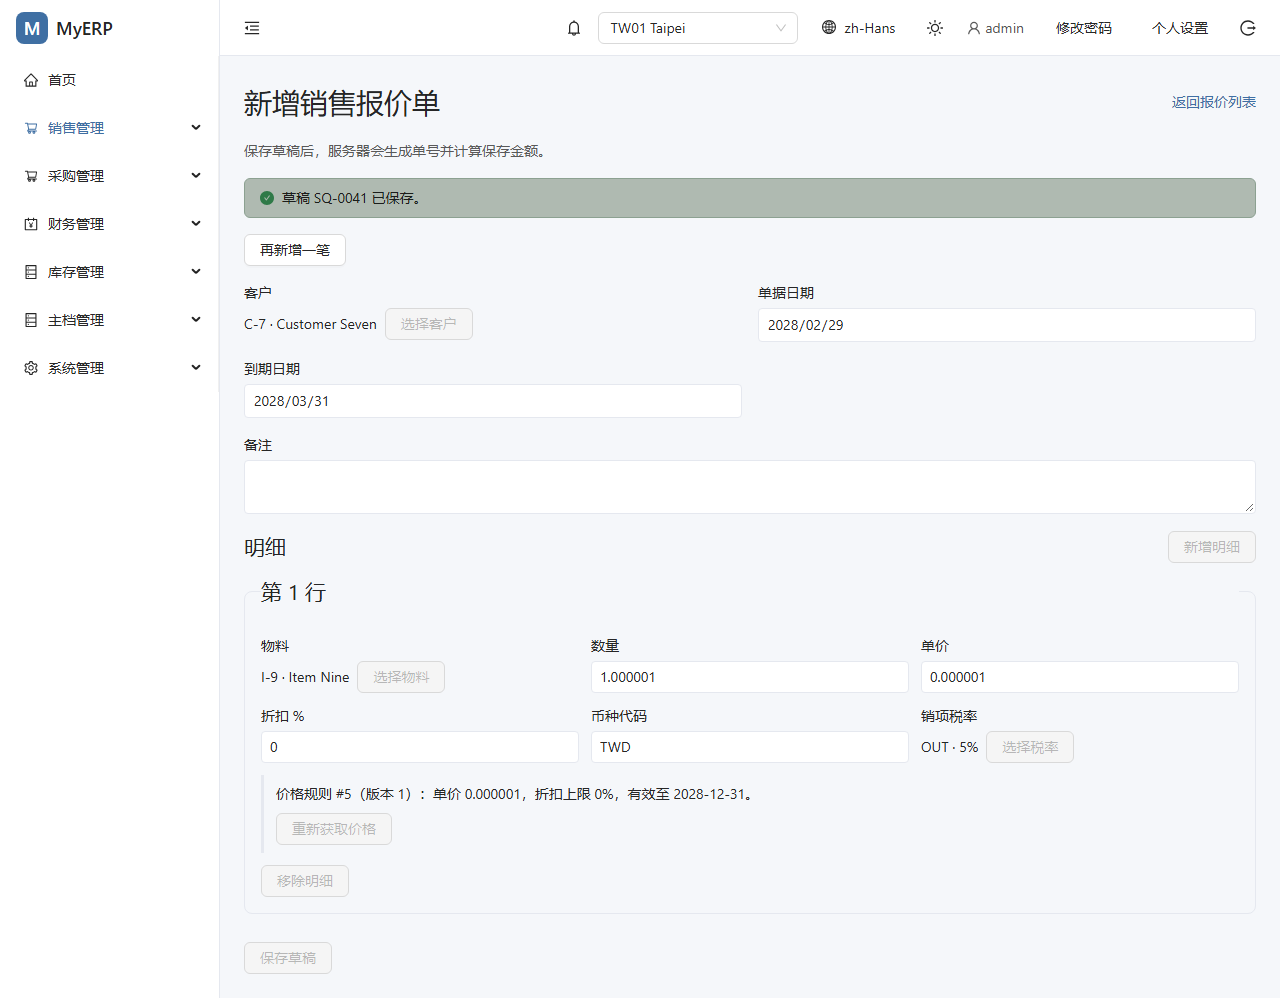 M MyERP
TW01 Taipei
zh-Hans
admin
修改密码
个人设置
首页
销售管理
采购管理
财务管理
库存管理
主档管理
系统管理
新增销售报价单
返回报价列表
保存草稿后，服务器会生成单号并计算保存金额。
草稿 SQ-0041 已保存。
再新增一笔
客户
C-7 · Customer Seven 选择客户
单据日期
2028/02/29
到期日期
2028/03/31
备注
明细
新增明细
第 1 行
物料
I-9 · Item Nine 选择物料
数量
1.000001
单价
0.000001
折扣 %
0
币种代码
TWD
销项税率
OUT · 5% 选择税率
价格规则 #5（版本 1）：单价 0.000001，折扣上限 0%，有效至 2028-12-31。
重新获取价格
移除明细
保存草稿